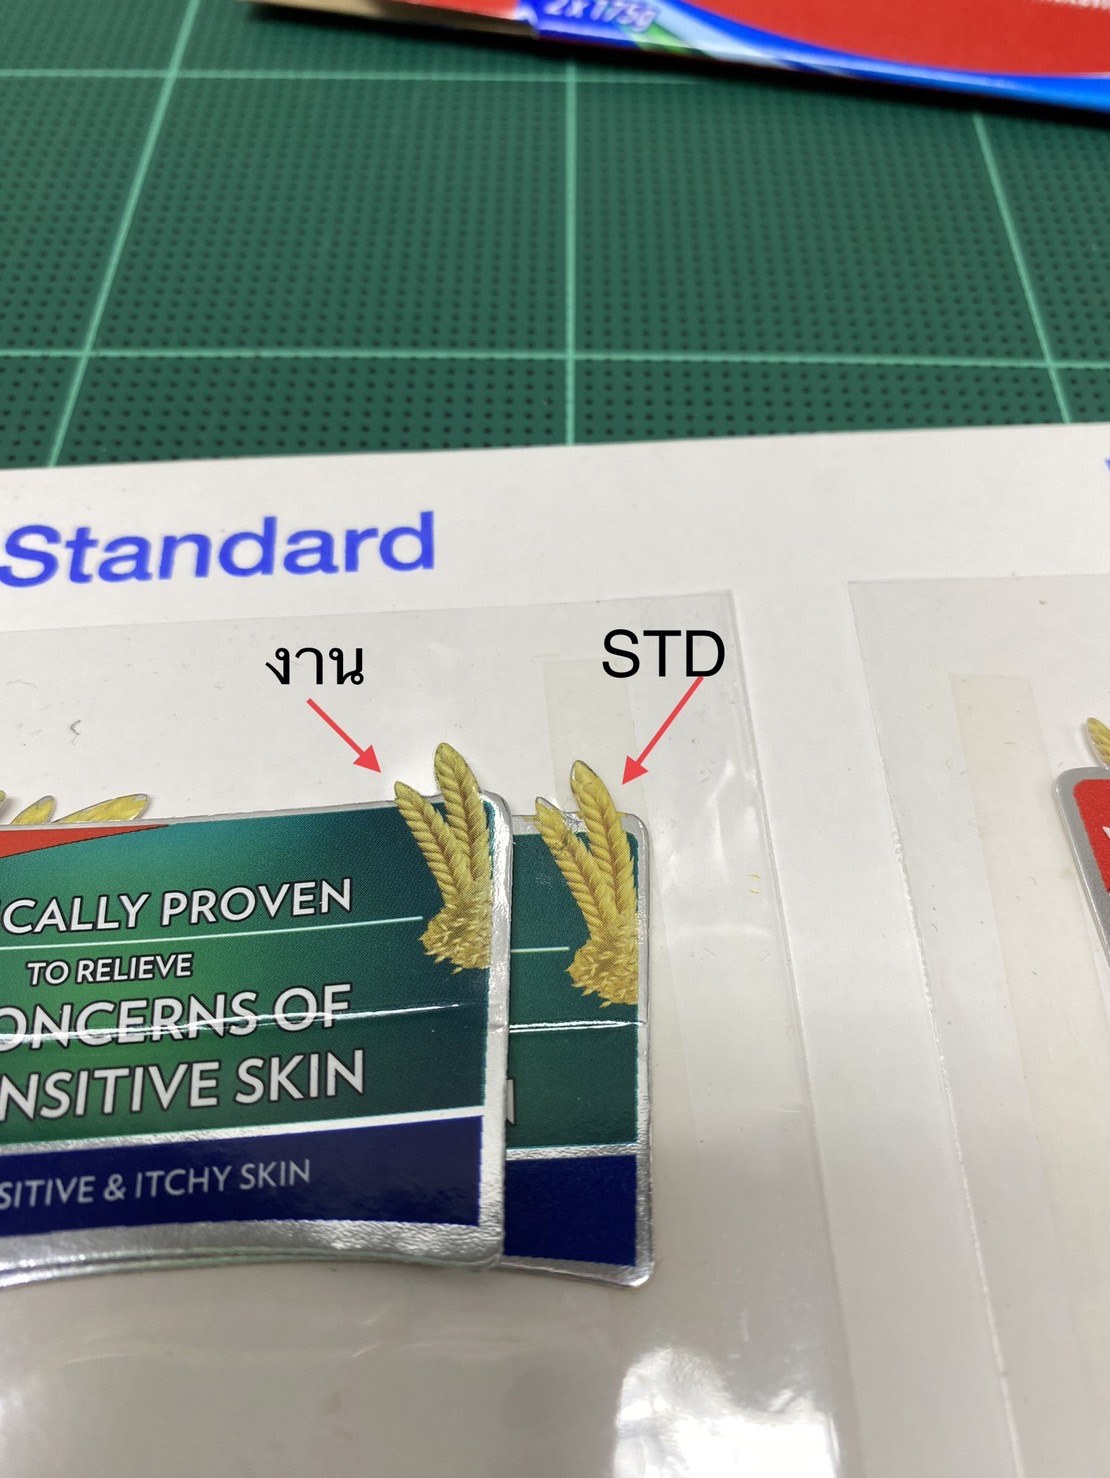 2x175g
Standard
งาน
STD
CALLY PROVEN
TO RELIEVE
ONCERNS OF
NSITIVE SKIN
SITIVE & ITCHY SKIN